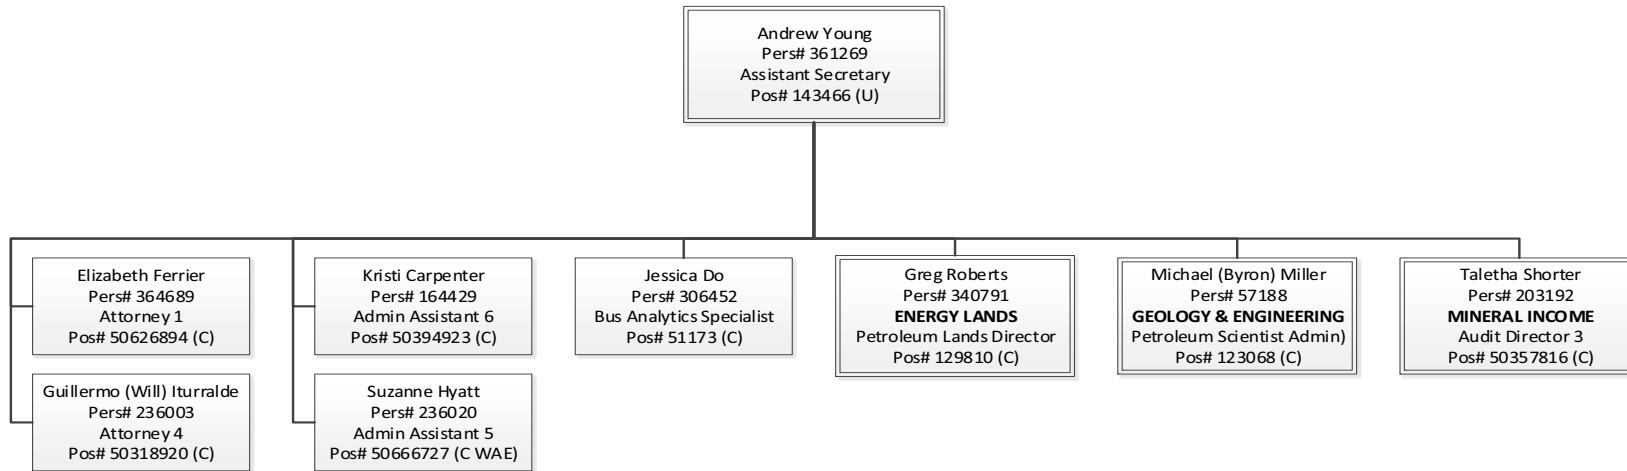 Andrew Young
Pers# 361269
Assistant Secretary
Pos# 143466 (U)
Elizabeth Ferrier
Pers# 364689
Attorney 1
Pos# 50626894 (C)
Guillermo (Will) Iturralde
Pers# 236003
Attorney 4
Pos# 50318920 (C)
Kristi Carpenter
Pers# 164429
Admin Assistant 6
Pos# 50394923 (C)
Suzanne Hyatt
Pers# 236020
Admin Assistant 5
Pos# 50666727 (C WAE)
Jessica Do
Pers# 306452
Bus Analytics Specialist
Pos# 51173 (C)
Greg Roberts
Pers# 340791
ENERGY LANDS
Petroleum Lands Director
Pos# 129810 (C)
Michael (Byron) Miller
Pers# 57188
GEOLOGY & ENGINEERING
Petroleum Scientist Admin)
Pos# 123068 (C)
Taletha Shorter
Pers# 203192
MINERAL INCOME
Audit Director 3
Pos# 50357816 (C)